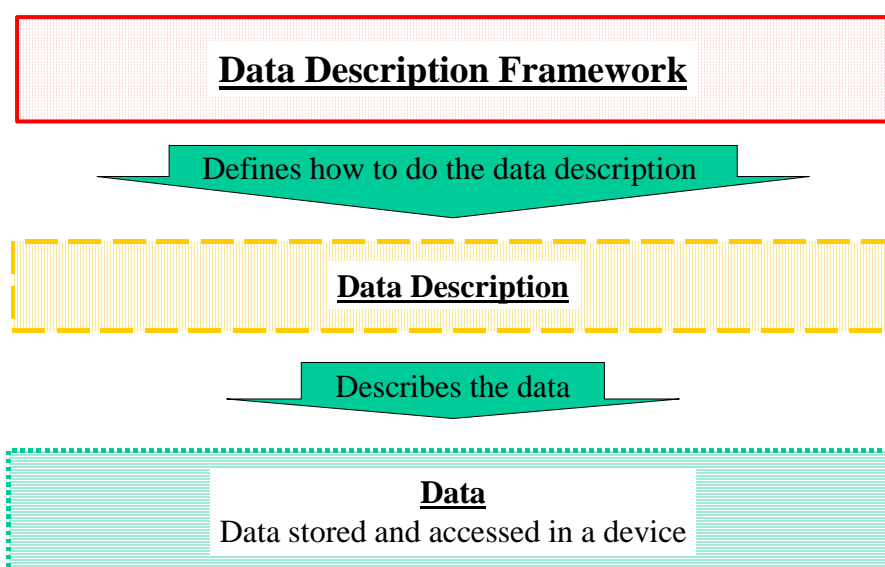 Data Description Framework
Defines how to do the data description
Data Description
Describes the data
Data
Data stored and accessed in a device